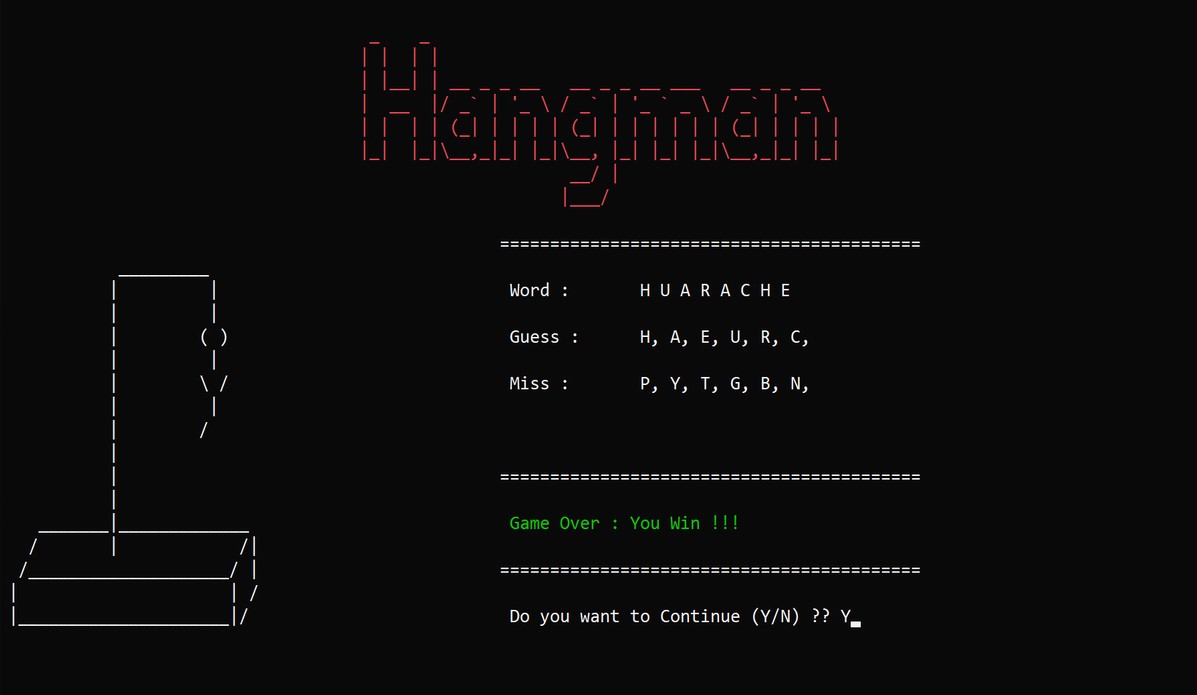 Hangman
========================================== 
Word : H U A R A C H E
Guess : H, A, E, U, R, C,
Miss : P, Y, T, G, B, N,
==========================================
Game Over : You Win !!!
==========================================
Do you want to Continue (Y/N) ?? Y